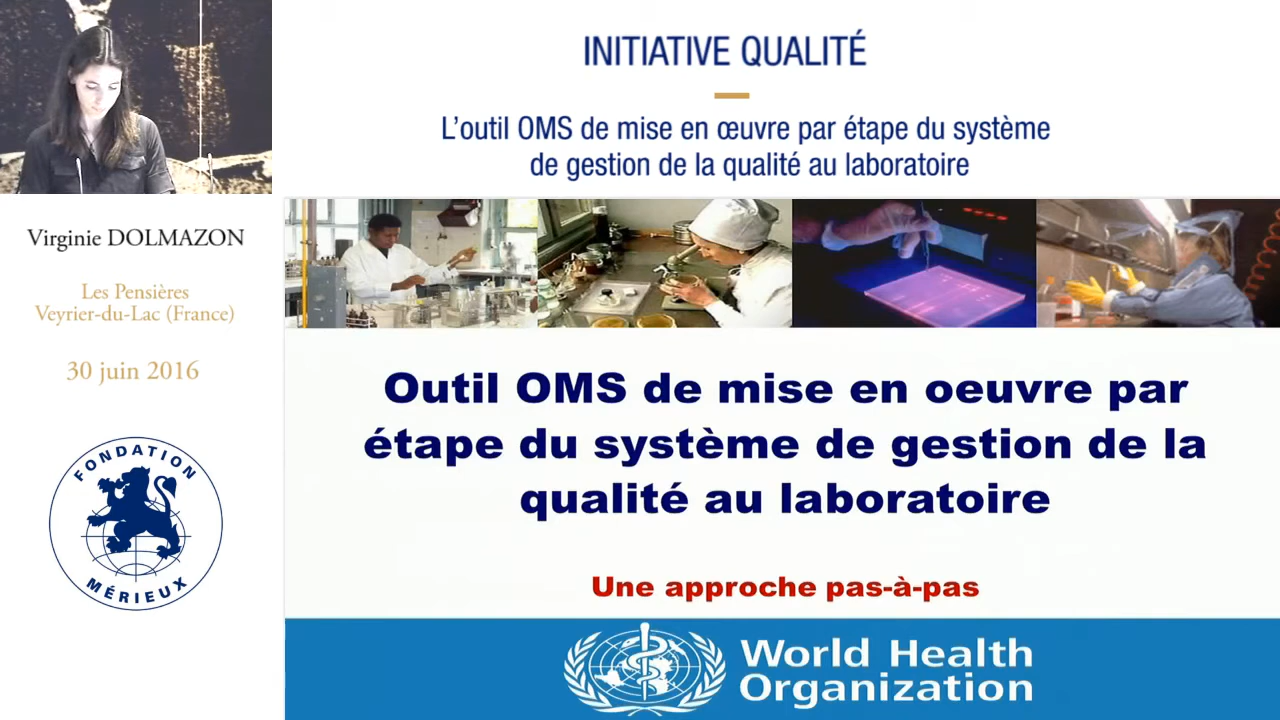 INITIATIVE QUALITÉ
L'outil OMS de mise en œuvre par étape du système
de gestion de la qualité au laboratoire
Virginie DOLMAZON
Les Pensières
Veyrier-du-Lac (France)
30 juin 2016
FONDATION
MÉRIEUX
Outil OMS de mise en oeuvre par
étape du système de gestion de la
qualité au laboratoire
Une approche pas-à-pas
World Health
Organization